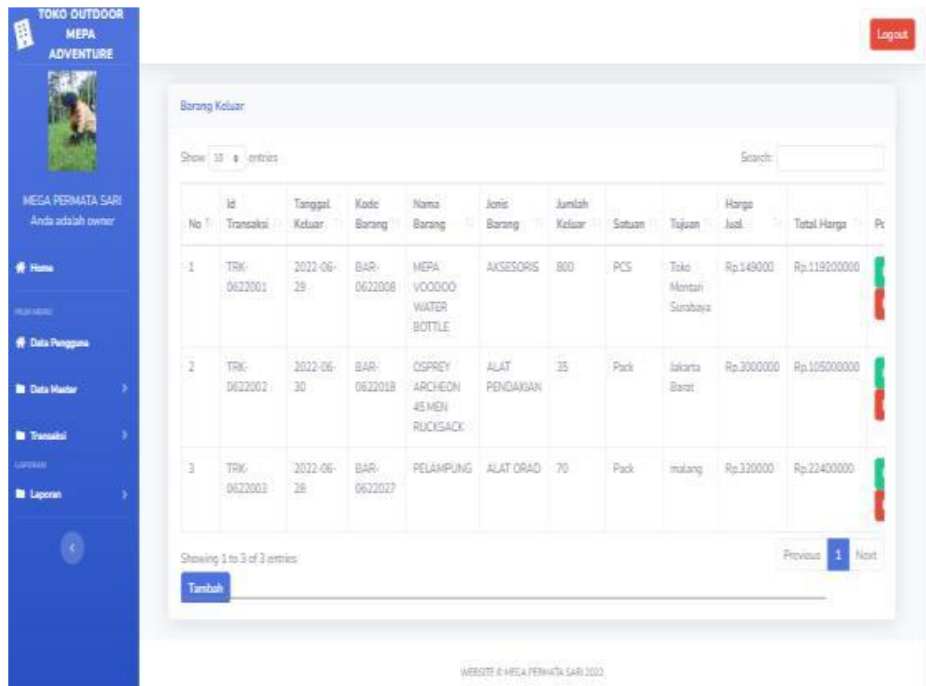 TOKO OUTDOOR
MEPA
ADVENTURE
Logout
MEGA PERMATA SARI
Anda adalah owner
Home
PILIH MENU
Data Pengguna
Data Master
Transaksi
LAPORAN
Laporan
Barang Keluar
Show 10 entries
Search:
No Id Transaksi Tanggal Keluar Kode Barang Nama Barang Jenis Barang Jumlah Keluar Satuan Tujuan Harga Jual Total Harga
1 TRK-0622001 2022-06-29 BAR-0622008 MEPA VOODOO WATER BOTTLE AKSESORIS 800 PCS Toko Mentari Surabaya Rp.149000 Rp.119200000
2 TRK-0622002 2022-06-30 BAR-0622018 OSPREY ARCHEON 45 MEN RUCKSACK ALAT PENDAKIAN 35 Pack Jakarta Barat Rp.3000000 Rp.105000000
3 TRK-0622003 2022-06-28 BAR-0622027 PELAMPUNG ALAT ORAD 70 Pack malang Rp.320000 Rp.22400000
Showing 1 to 3 of 3 entries
Previous 1 Next
Tambah
WEBSITE © MEGA PERMATA SARI 2022